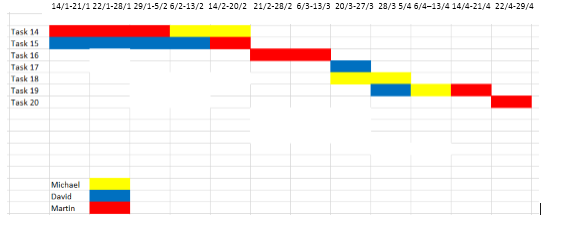 14/1-21/1 22/1-28/1 29/1-5/2 6/2-13/2 14/2-20/2 21/2-28/2 6/3-13/3 20/3-27/3 28/3 5/4 6/4–13/4 14/4-21/4 22/4-29/4
Task 14
Task 15
Task 16
Task 17
Task 18
Task 19
Task 20
Michael
David
Martin